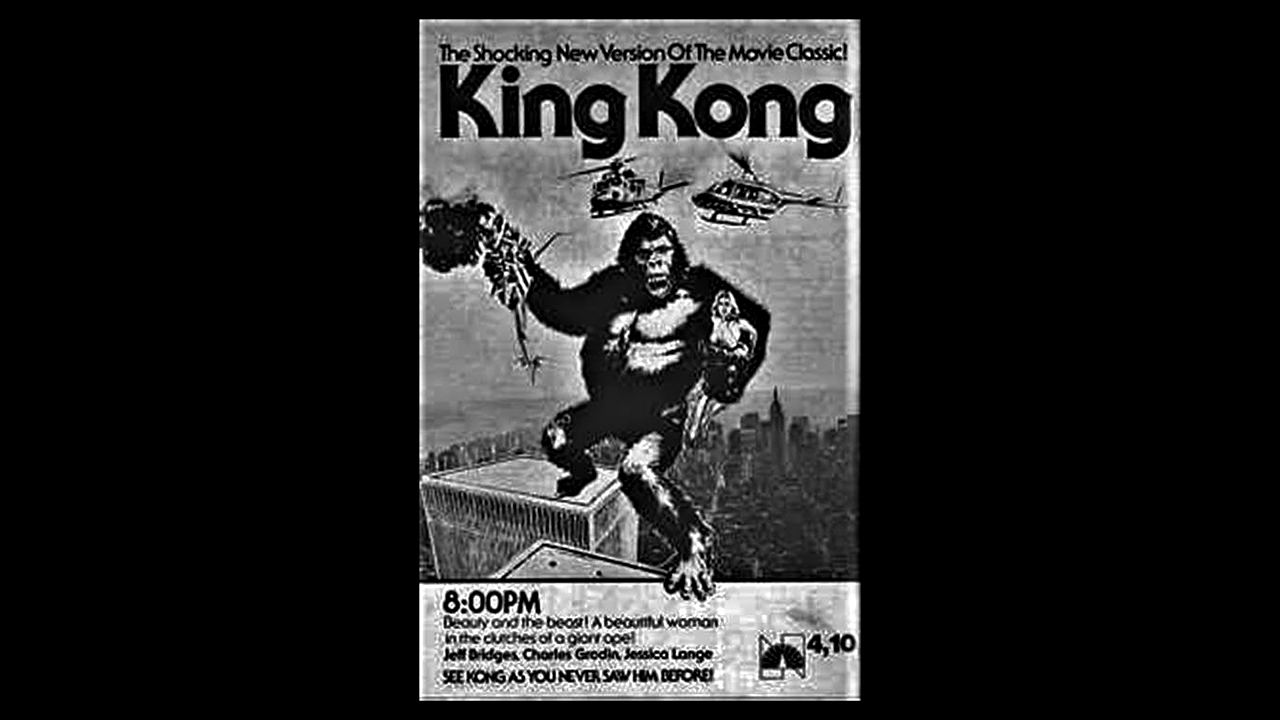 The Shocking New Version Of The Movie Classic!
King Kong
8:00PM
Beauty and the beast! A beautiful woman
in the clutches of a giant ape!
Jeff Bridges, Charles Grodin, Jessica Lange
SEE KONG AS YOU NEVER SAW HIM BEFORE!
4,10